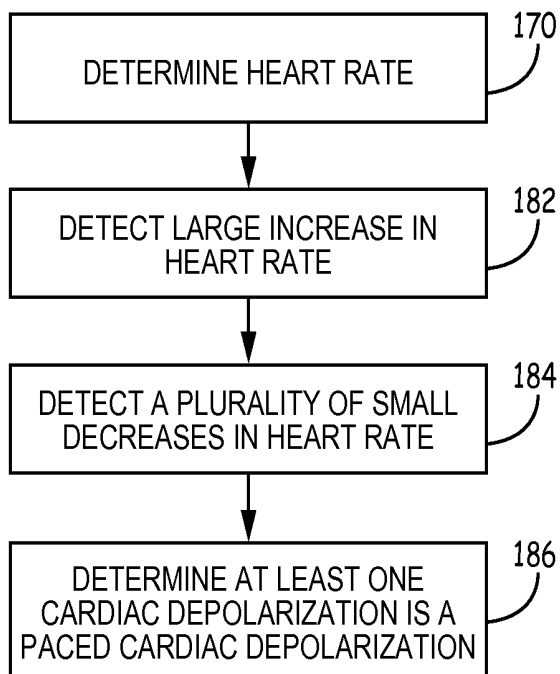 170
DETERMINE HEART RATE
182
DETECT LARGE INCREASE IN
HEART RATE
184
DETECT A PLURALITY OF SMALL
DECREASES IN HEART RATE
186
DETERMINE AT LEAST ONE
CARDIAC DEPOLARIZATION IS A
PACED CARDIAC DEPOLARIZATION